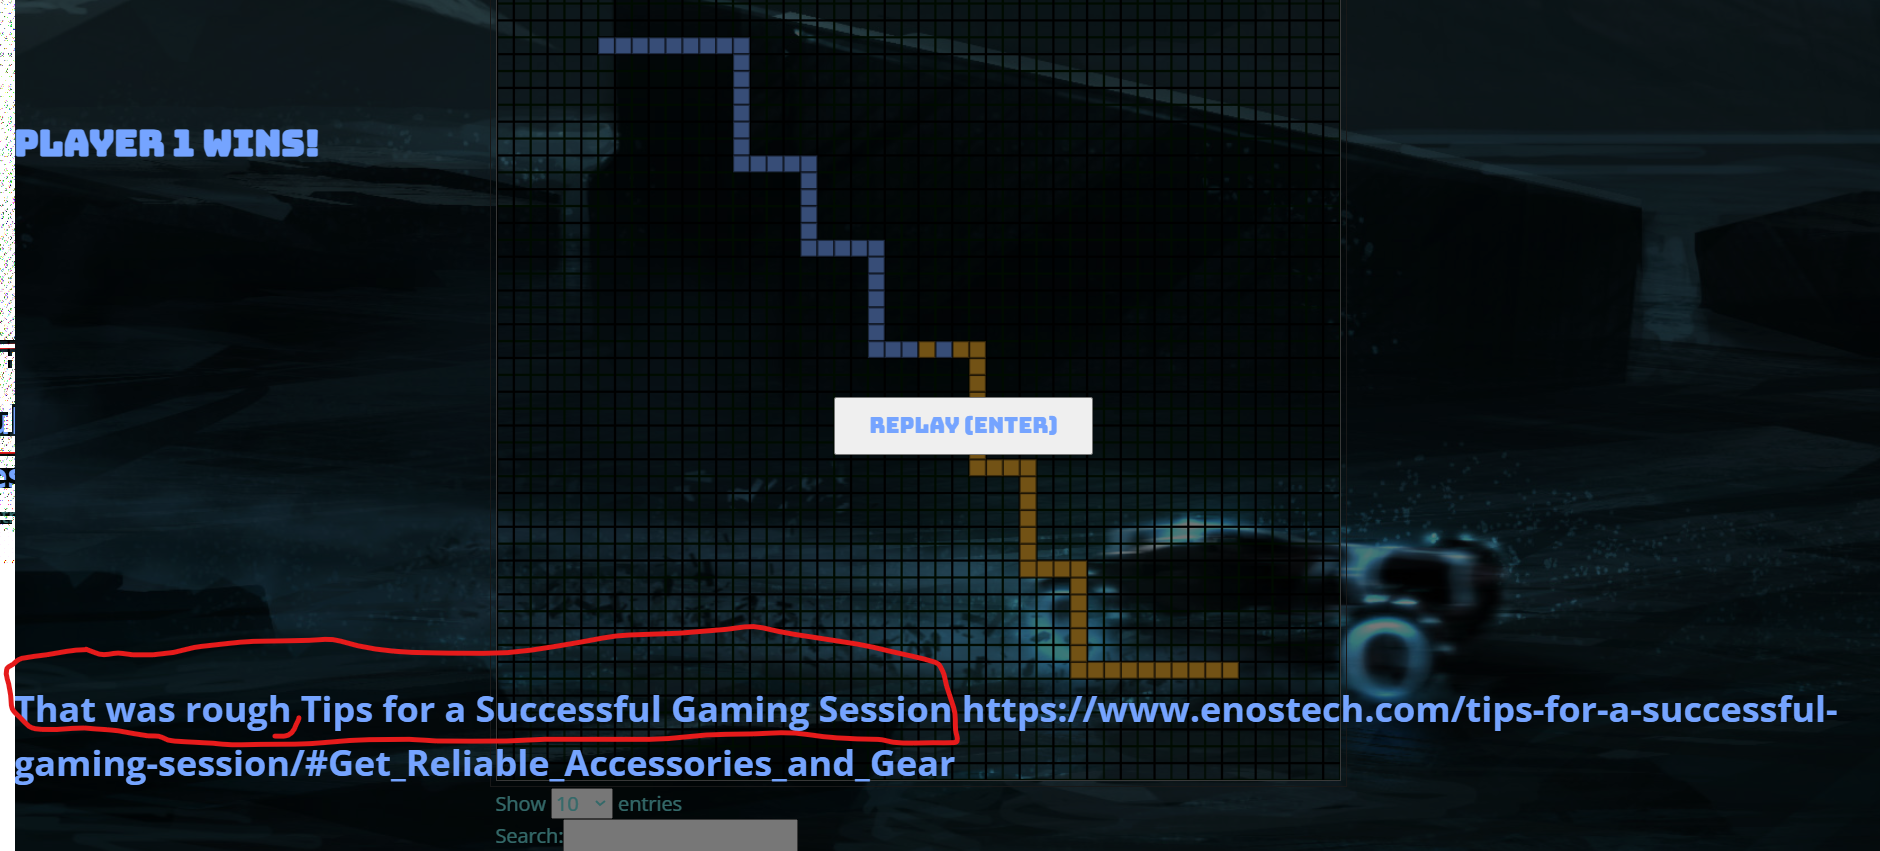 PLAYER 1 WINS!
REPLAY (ENTER)
That was rough Tips for a Successful Gaming Session https://www.enostech.com/tips-for-a-successful-
gaming-session/#Get_Reliable_Accessories_and_Gear
Show 10 entries
Search: